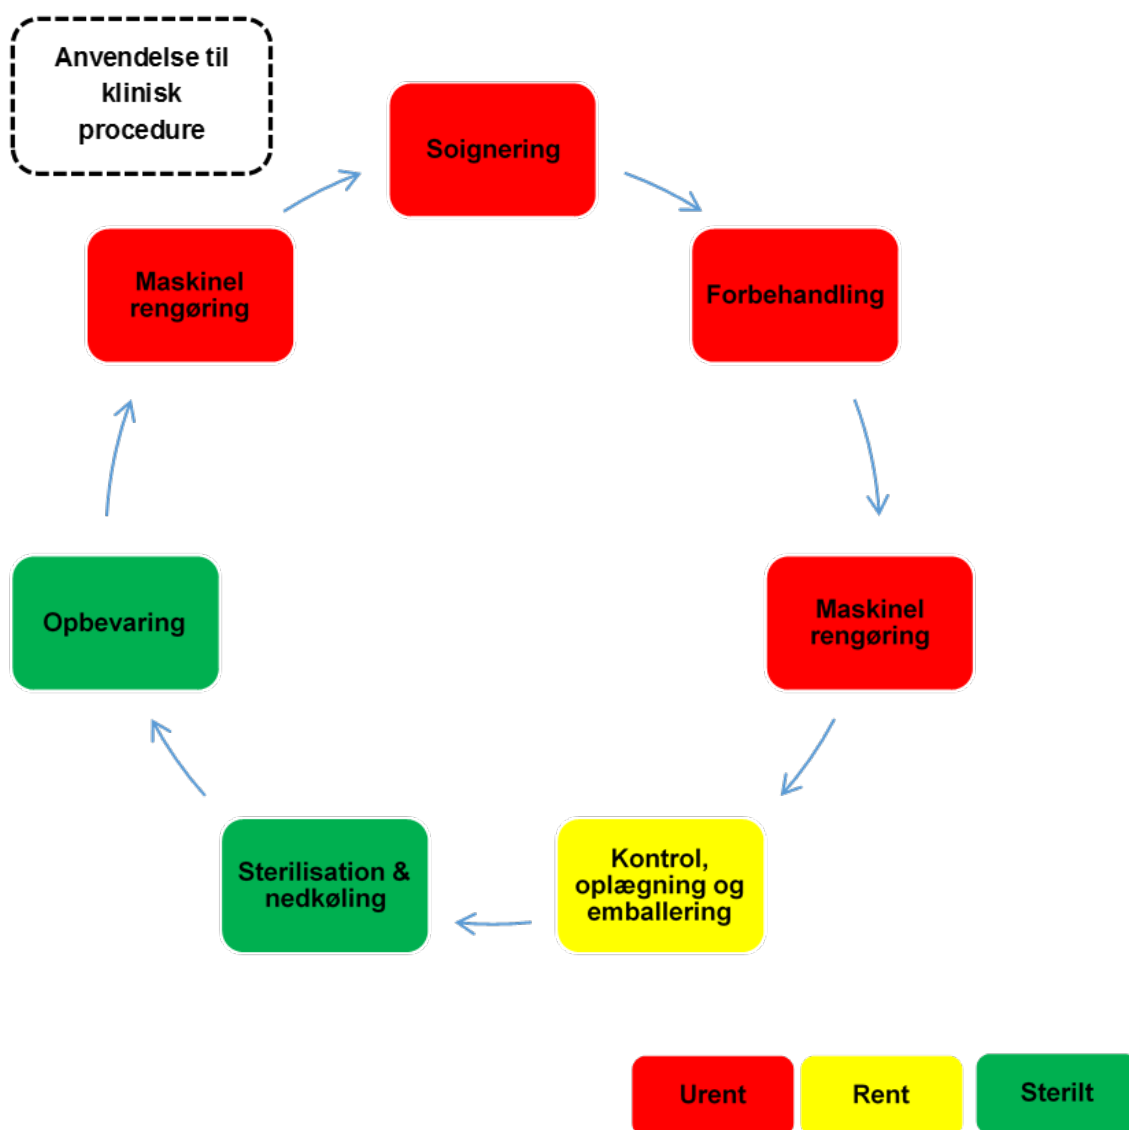 Anvendelse til
klinisk
procedure
Soignering
Forbehandling
Maskinel
rengøring
Kontrol,
oplægning og
emballering
Sterilisation &
nedkøling
Opbevaring
Maskinel
rengøring
Urent
Rent
Sterilt